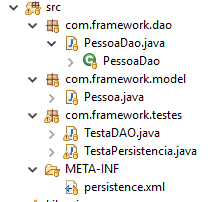 src
com.framework.dao
PessoaDao.java
PessoaDao
com.framework.model
Pessoa.java
com.framework.testes
TestaDAO.java
TestaPersistencia.java
META-INF
persistence.xml